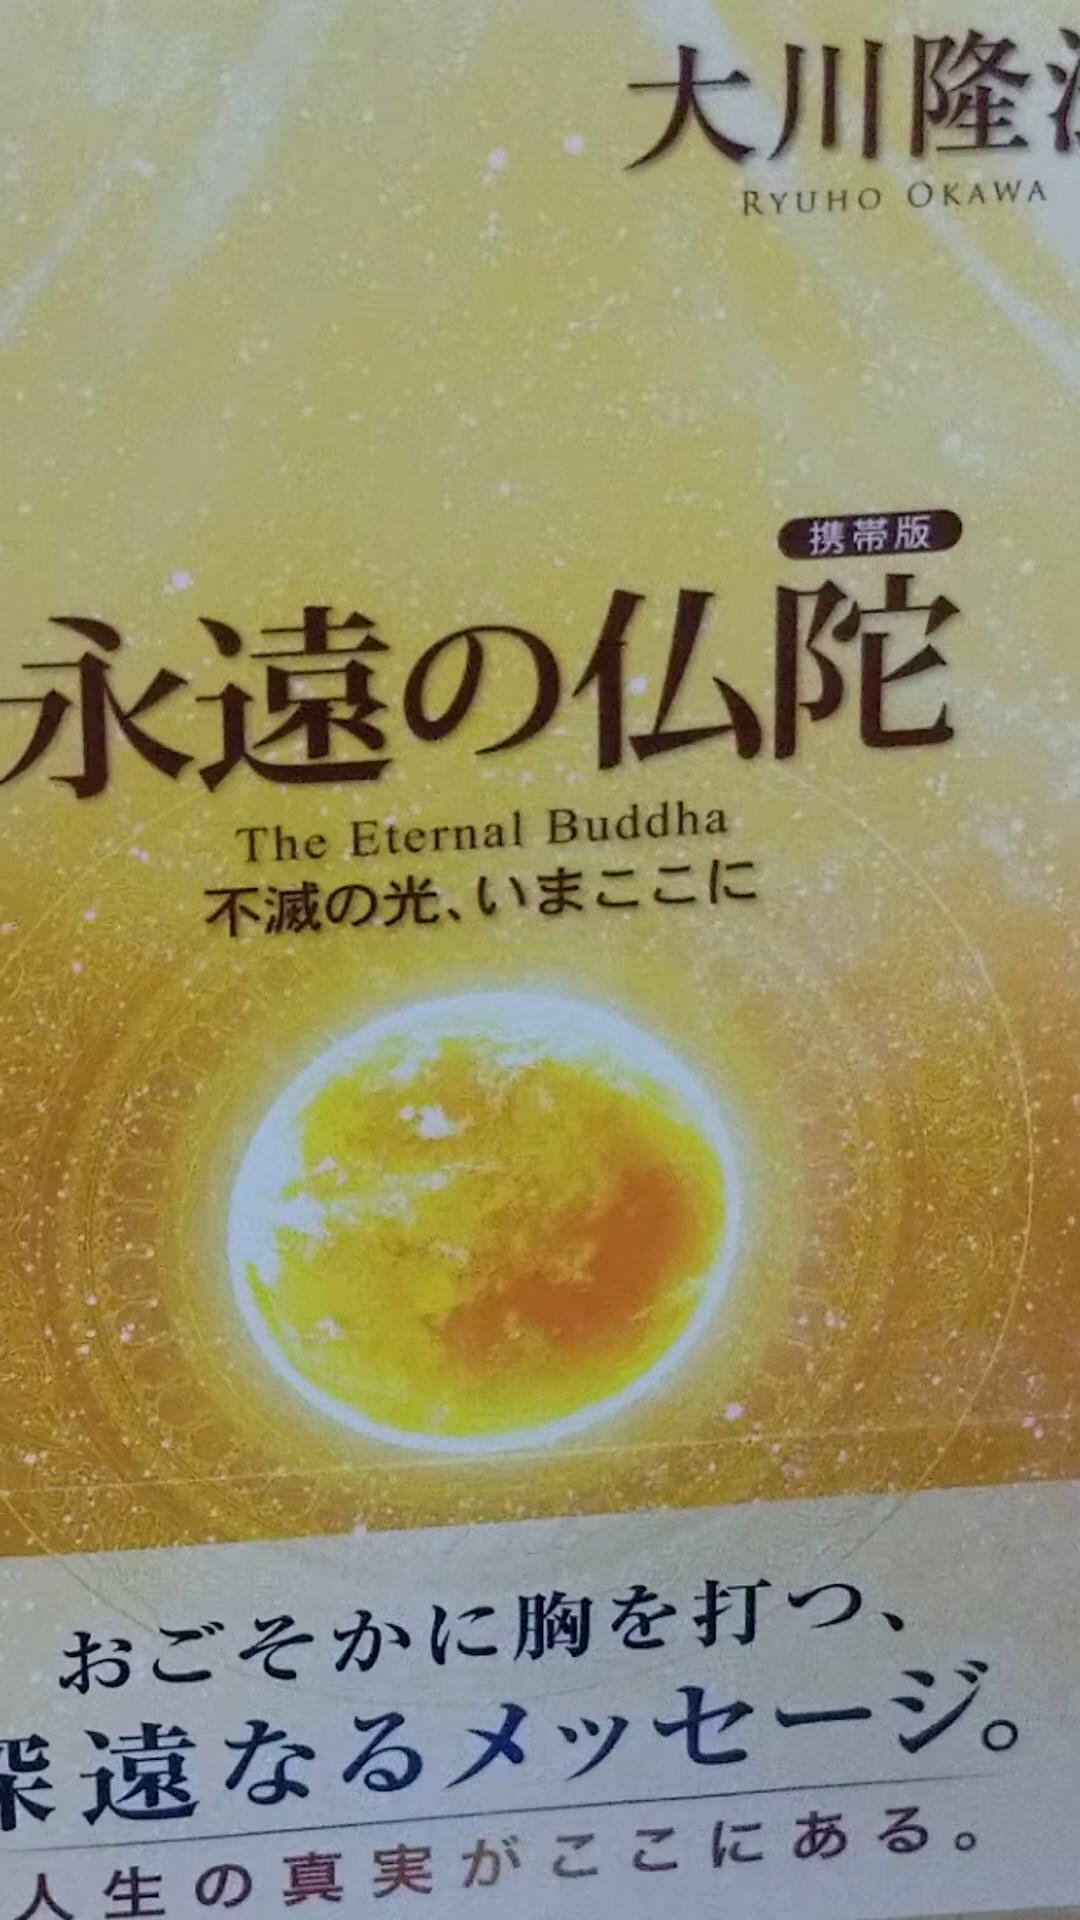 大川隆法
RYUHO OKAWA
携帯版
永遠の仏陀
The Eternal Buddha
不滅の光、いまここに
おごそかに胸を打つ、
深遠なるメッセージ。
人生の真実がここにある。